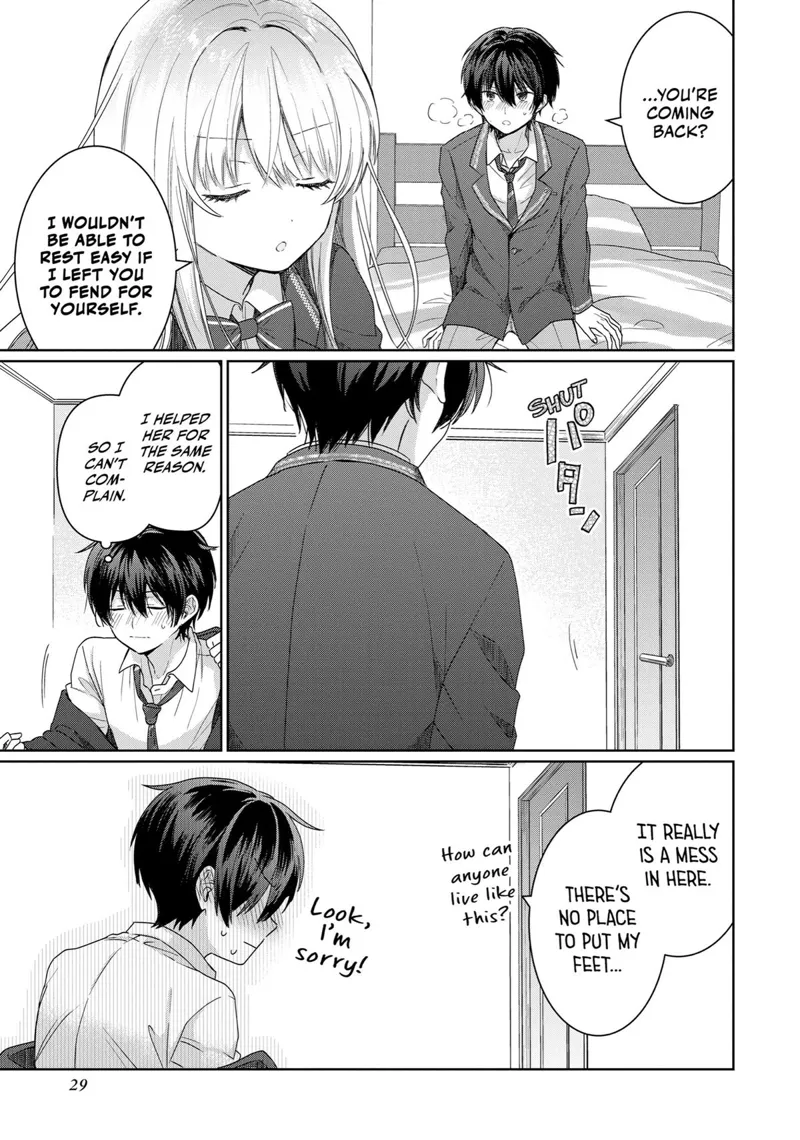 ...YOU'RE
COMING
BACK?
I WOULDN'T
BE ABLE TO
REST EASY IF
I LEFT YOU
TO FEND FOR
YOURSELF.
SHUT
パタン
I HELPED
HER FOR
THE SAME
REASON.
SO I
CAN'T
COM-
PLAIN.
IT REALLY
IS A MESS
IN HERE.
THERE'S
NO PLACE
TO PUT MY
FEET...
How can
anyone
live like
this?
Look,
I'm
sorry!
29